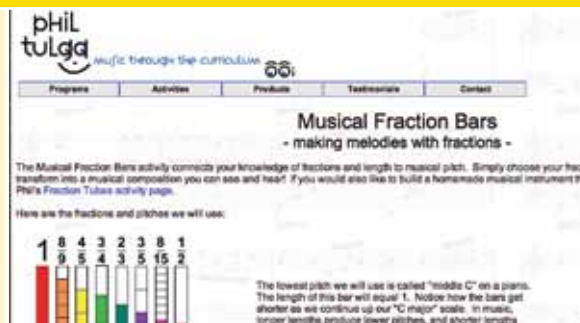 phil
tulga
music through the curriculum
Programs Activities Products Testimonials Contact
Musical Fraction Bars
- making melodies with fractions -
The Musical Fraction Bars activity connects your knowledge of fractions and length to musical pitch. Simply choose your
transform into a musical composition you can see and hear! If you would also like to build a homemade musical instrument
Phil's Fraction Tubes activity page.
Here are the fractions and pitches we will use:
1 8/9 4/5 3/4 2/3 3/5 8/15 1/2
The lowest pitch we will use is called "middle C" on a piano.
The length of this bar will equal 1. Notice how the bars get
shorter as we continue up our "C major" scale. In music,
longer lengths produce lower pitches, and shorter lengths